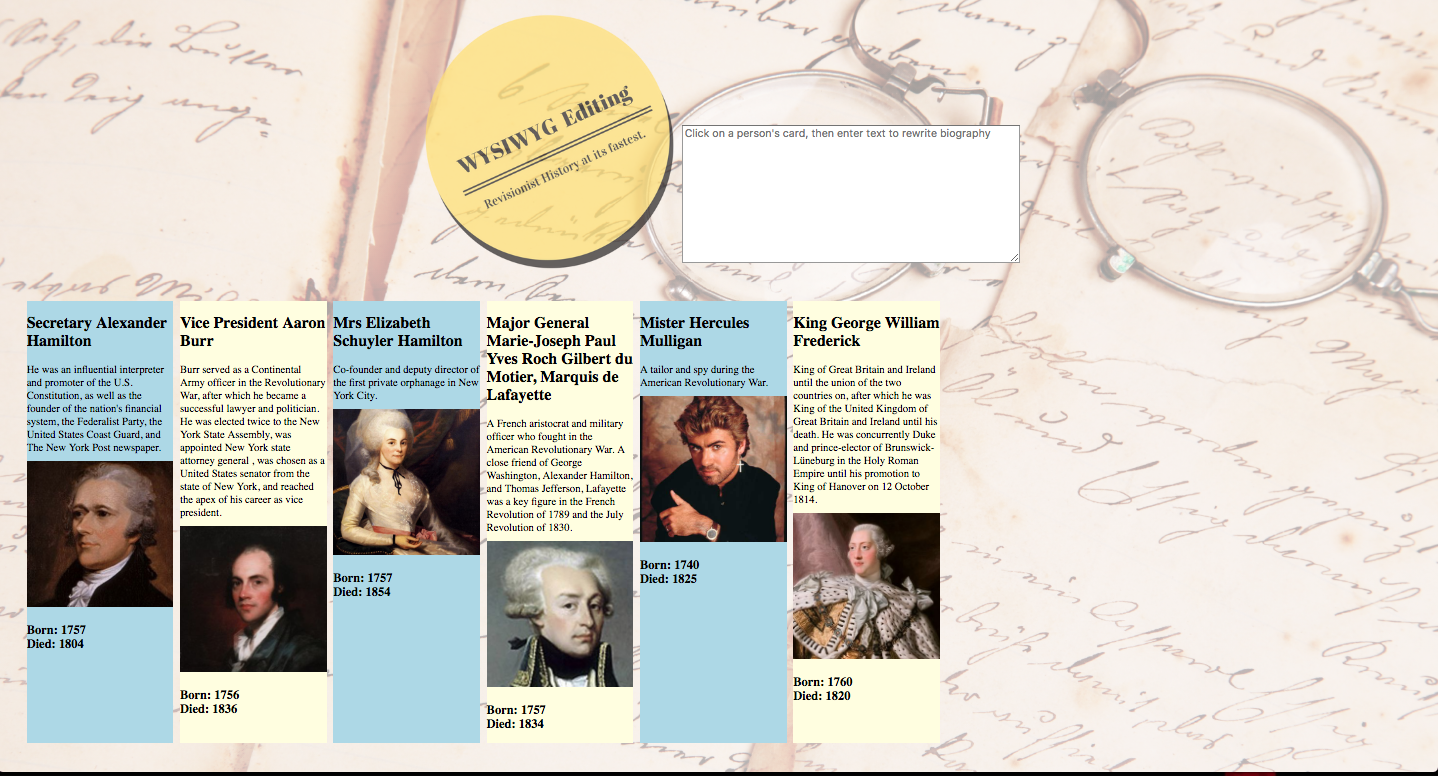 WYSIWYG Editing
Revisionist History at its fastest.
Click on a person's card, then enter text to rewrite biography
Secretary Alexander
Hamilton
He was an influential interpreter
and promoter of the U.S.
Constitution, as well as the
founder of the nation's financial
system, the Federalist Party, the
United States Coast Guard, and
The New York Post newspaper.
Born: 1757
Died: 1804
Vice President Aaron
Burr
Burr served as a Continental
Army officer in the Revolutionary
War, after which he became a
successful lawyer and politician.
He was elected twice to the New
York State Assembly, was
appointed New York state
attorney general , was chosen as a
United States senator from the
state of New York, and reached
the apex of his career as vice
president.
Born: 1756
Died: 1836
Mrs Elizabeth
Schuyler Hamilton
Co-founder and deputy director of
the first private orphanage in New
York City.
Born: 1757
Died: 1854
Major General
Marie-Joseph Paul
Yves Roch Gilbert du
Motier, Marquis de
Lafayette
A French aristocrat and military
officer who fought in the
American Revolutionary War. A
close friend of George
Washington, Alexander Hamilton,
and Thomas Jefferson, Lafayette
was a key figure in the French
Revolution of 1789 and the July
Revolution of 1830.
Born: 1757
Died: 1834
Mister Hercules
Mulligan
A tailor and spy during the
American Revolutionary War.
Born: 1740
Died: 1825
King George William
Frederick
King of Great Britain and Ireland
until the union of the two
countries on, after which he was
King of the United Kingdom of
Great Britain and Ireland until his
death. He was concurrently Duke
and prince-elector of Brunswick-
Lüneburg in the Holy Roman
Empire until his promotion to
King of Hanover on 12 October
1814.
Born: 1760
Died: 1820